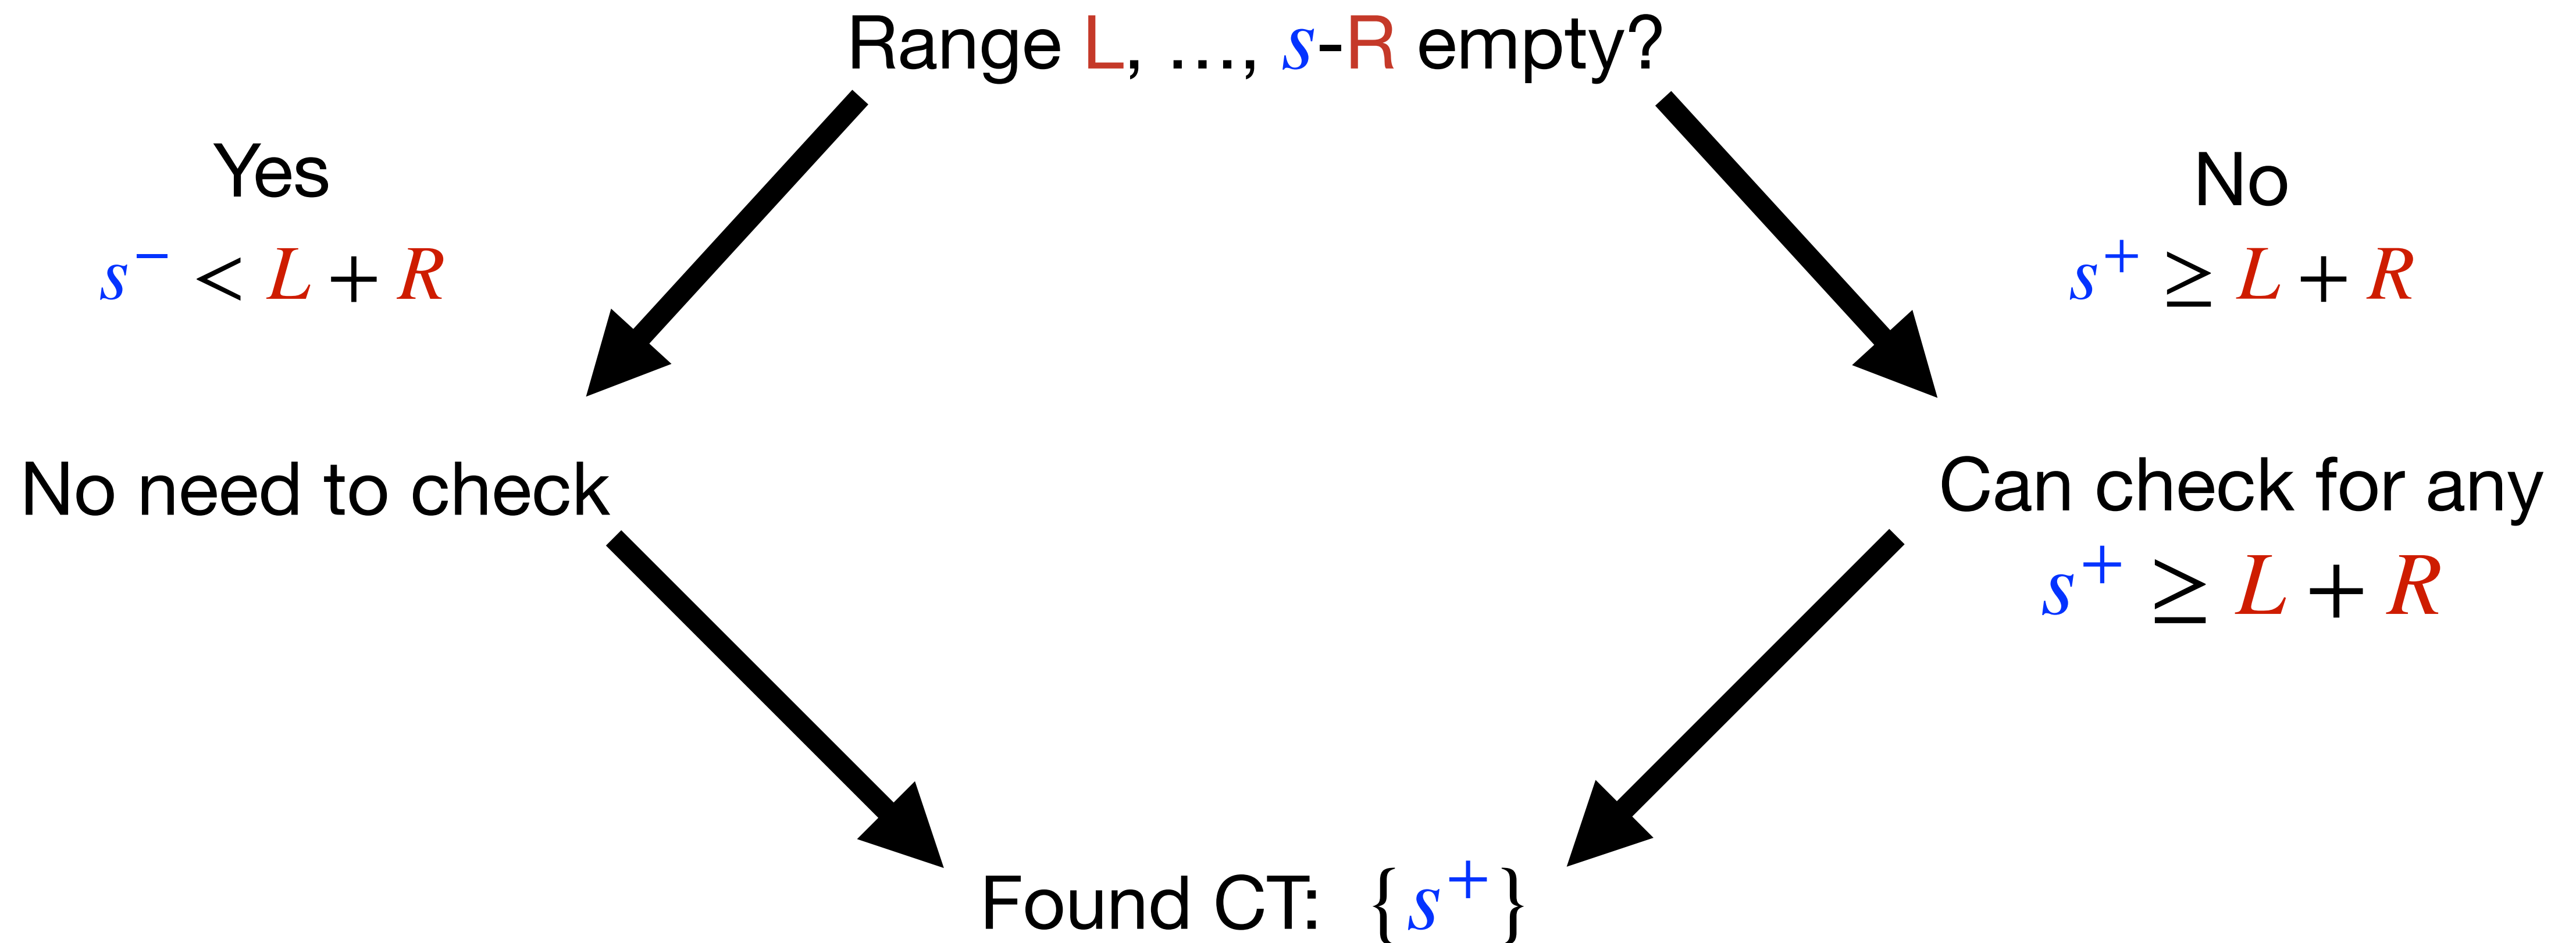 Range L, ..., s-R empty?
Yes
No
s⁻ < L + R
s⁺ ≥ L + R
No need to check
Can check for any
s⁺ ≥ L + R
Found CT: {s⁺}